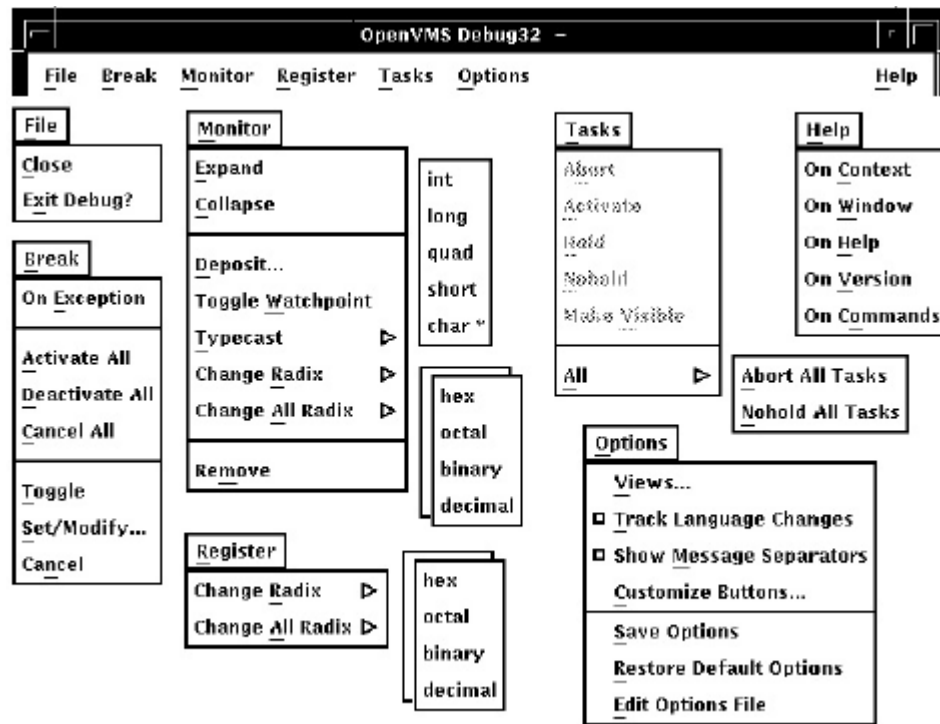 OpenVMS Debug32 -
File Break Monitor Register Tasks Options Help
File
Close
Exit Debug?
Break
On Exception
Activate All
Deactivate All
Cancel All
Toggle
Set/Modify...
Cancel
Monitor
Expand
Collapse
Deposit...
Toggle Watchpoint
Typecast
Change Radix
Change All Radix
Remove
int
long
quad
short
char *
hex
octal
binary
decimal
Register
Change Radix
Change All Radix
hex
octal
binary
decimal
Tasks
Abort
Activate
Hold
Nohold
Make Visible
All
Abort All Tasks
Nohold All Tasks
Help
On Context
On Window
On Help
On Version
On Commands
Options
Views...
Track Language Changes
Show Message Separators
Customize Buttons...
Save Options
Restore Default Options
Edit Options File